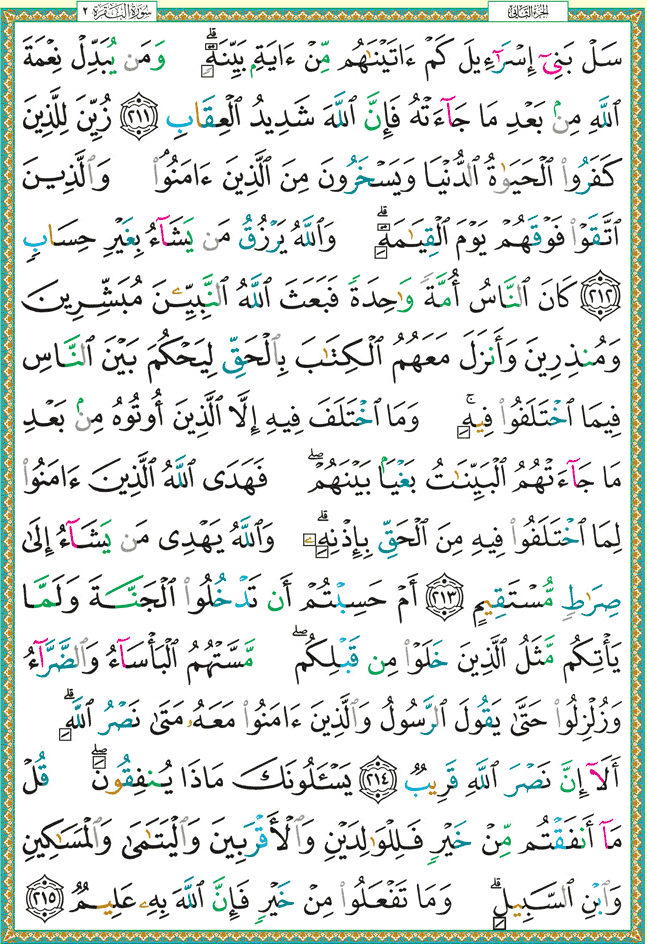 الجزء الثاني
سورة البقرة ٢
سَلْ بَنِىٓ إِسْرَٰٓءِيلَ كَمْ ءَاتَيْنَٰهُم مِّنْ ءَايَةٍۭ بَيِّنَةٍۗ وَمَن يُبَدِّلْ نِعْمَةَ
ٱللَّهِ مِنۢ بَعْدِ مَا جَآءَتْهُ فَإِنَّ ٱللَّهَ شَدِيدُ ٱلْعِقَابِ ٢١١ زُيِّنَ لِلَّذِينَ
كَفَرُوا۟ ٱلْحَيَوٰةُ ٱلدُّنْيَا وَيَسْخَرُونَ مِنَ ٱلَّذِينَ ءَامَنُوا۟ وَٱلَّذِينَ
ٱتَّقَوْا۟ فَوْقَهُمْ يَوْمَ ٱلْقِيَٰمَةِۗ وَٱللَّهُ يَرْزُقُ مَن يَشَآءُ بِغَيْرِ حِسَابٍ
٢١٢ كَانَ ٱلنَّاسُ أُمَّةً وَٰحِدَةً فَبَعَثَ ٱللَّهُ ٱلنَّبِيِّۦنَ مُبَشِّرِينَ
وَمُنذِرِينَ وَأَنزَلَ مَعَهُمُ ٱلْكِتَٰبَ بِٱلْحَقِّ لِيَحْكُمَ بَيْنَ ٱلنَّاسِ
فِيمَا ٱخْتَلَفُوا۟ فِيهِۚ وَمَا ٱخْتَلَفَ فِيهِ إِلَّا ٱلَّذِينَ أُوتُوهُ مِنۢ بَعْدِ
مَا جَآءَتْهُمُ ٱلْبَيِّنَٰتُ بَغْيًۢا بَيْنَهُمْۖ فَهَدَى ٱللَّهُ ٱلَّذِينَ ءَامَنُوا۟
لِمَا ٱخْتَلَفُوا۟ فِيهِ مِنَ ٱلْحَقِّ بِإِذْنِهِۦۗ وَٱللَّهُ يَهْدِى مَن يَشَآءُ إِلَىٰ
صِرَٰطٍ مُّسْتَقِيمٍ ٢١٣ أَمْ حَسِبْتُمْ أَن تَدْخُلُوا۟ ٱلْجَنَّةَ وَلَمَّا
يَأْتِكُم مَّثَلُ ٱلَّذِينَ خَلَوْا۟ مِن قَبْلِكُمۖ مَّسَّتْهُمُ ٱلْبَأْسَآءُ وَٱلضَّرَّآءُ
وَزُلْزِلُوا۟ حَتَّىٰ يَقُولَ ٱلرَّسُولُ وَٱلَّذِينَ ءَامَنُوا۟ مَعَهُۥ مَتَىٰ نَصْرُ ٱللَّهِۗ
أَلَآ إِنَّ نَصْرَ ٱللَّهِ قَرِيبٌ ٢١٤ يَسْـَٔلُونَكَ مَاذَا يُنفِقُونَۖ قُلْ
مَآ أَنفَقْتُم مِّنْ خَيْرٍ فَلِلْوَٰلِدَيْنِ وَٱلْأَقْرَبِينَ وَٱلْيَتَٰمَىٰ وَٱلْمَسَٰكِينِ
وَٱبْنِ ٱلسَّبِيلِۗ وَمَا تَفْعَلُوا۟ مِنْ خَيْرٍ فَإِنَّ ٱللَّهَ بِهِۦ عَلِيمٌ ٢١٥